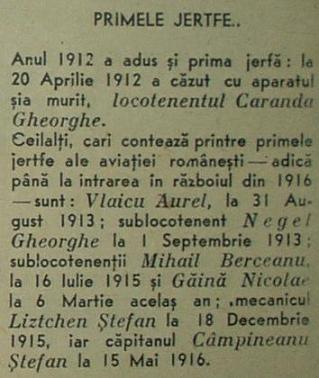 PRIMELE JERTFE..
Anul 1912 a adus și prima jerfă : la
20 Aprilie 1912 a căzut cu aparatul
șia murit, locotenentul Caranda
Gheorghe.
Ceilalți, cari contează printre primele
jertfe ale aviației românești — adică
până la intrarea în războiul din 1916
— sunt : Vlaicu Aurel, la 31 Au-
gust 1913 ; sublocotenent Negel
Gheorghe la 1 Septembrie 1913 ;
sublocotenenții Mihail Berceanu,
la 16 Iulie 1915 și Găină Nicolae
la 6 Martie acelaș an ; mecanicul
Liztchen Ștefan la 18 Decembrie
1915, iar căpitanul Câmpineanu
Ștefan la 15 Mai 1916.